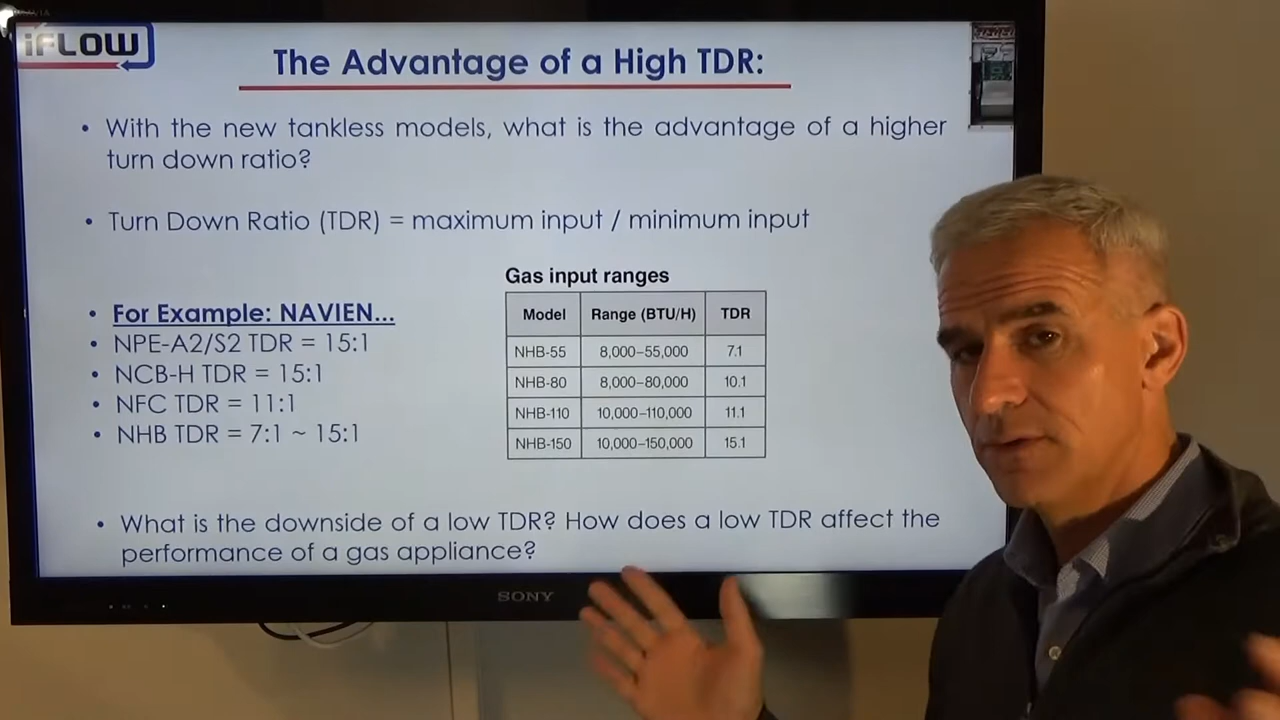 iFLOW
The Advantage of a High TDR:
• With the new tankless models, what is the advantage of a higher
turn down ratio?
• Turn Down Ratio (TDR) = maximum input / minimum input
• For Example: NAVIEN...
• NPE-A2/S2 TDR = 15:1
• NCB-H TDR = 15:1
• NFC TDR = 11:1
• NHB TDR = 7:1 ~ 15:1
Gas input ranges
Model Range (BTU/H) TDR
NHB-55 8,000–55,000 7.1
NHB-80 8,000–80,000 10.1
NHB-110 10,000–110,000 11.1
NHB-150 10,000–150,000 15.1
• What is the downside of a low TDR? How does a low TDR affect the
performance of a gas appliance?
SONY